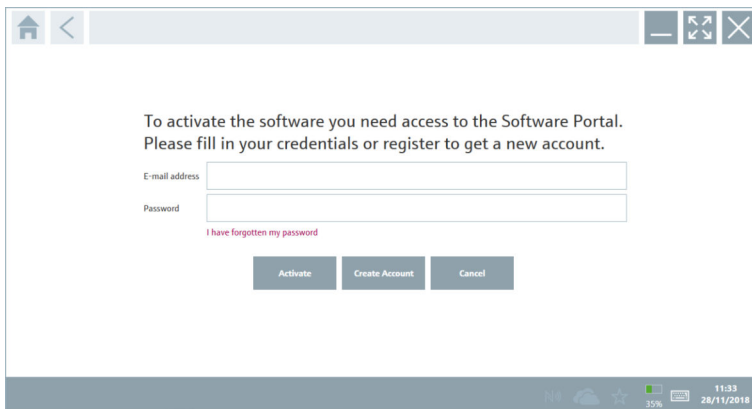 To activate the software you need access to the Software Portal.
Please fill in your credentials or register to get a new account.
E-mail address
Password
I have forgotten my password
Activate Create Account Cancel
35%
11:33
28/11/2018